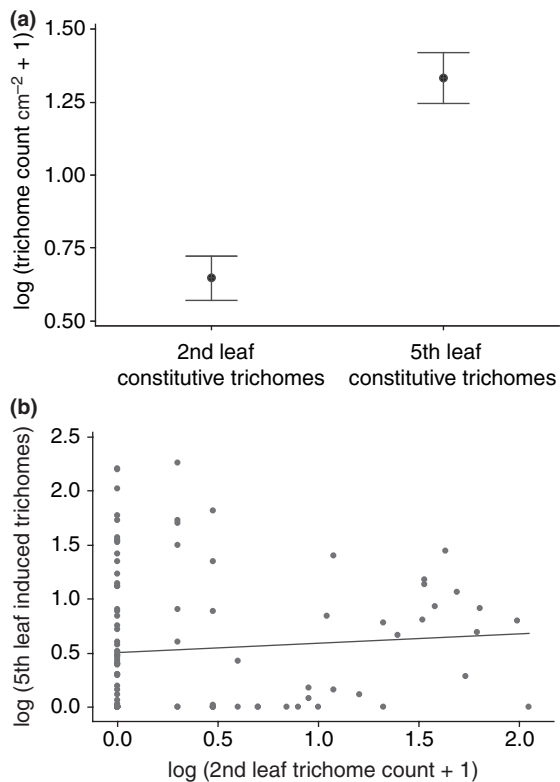 (a)
log (trichome count cm⁻² + 1)
1.50
1.25
1.00
0.75
0.50
2nd leaf
constitutive trichomes
5th leaf
constitutive trichomes
(b)
log (5th leaf induced trichomes)
2.5
2.0
1.5
1.0
0.5
0.0
0.0 0.5 1.0 1.5 2.0
log (2nd leaf trichome count + 1)